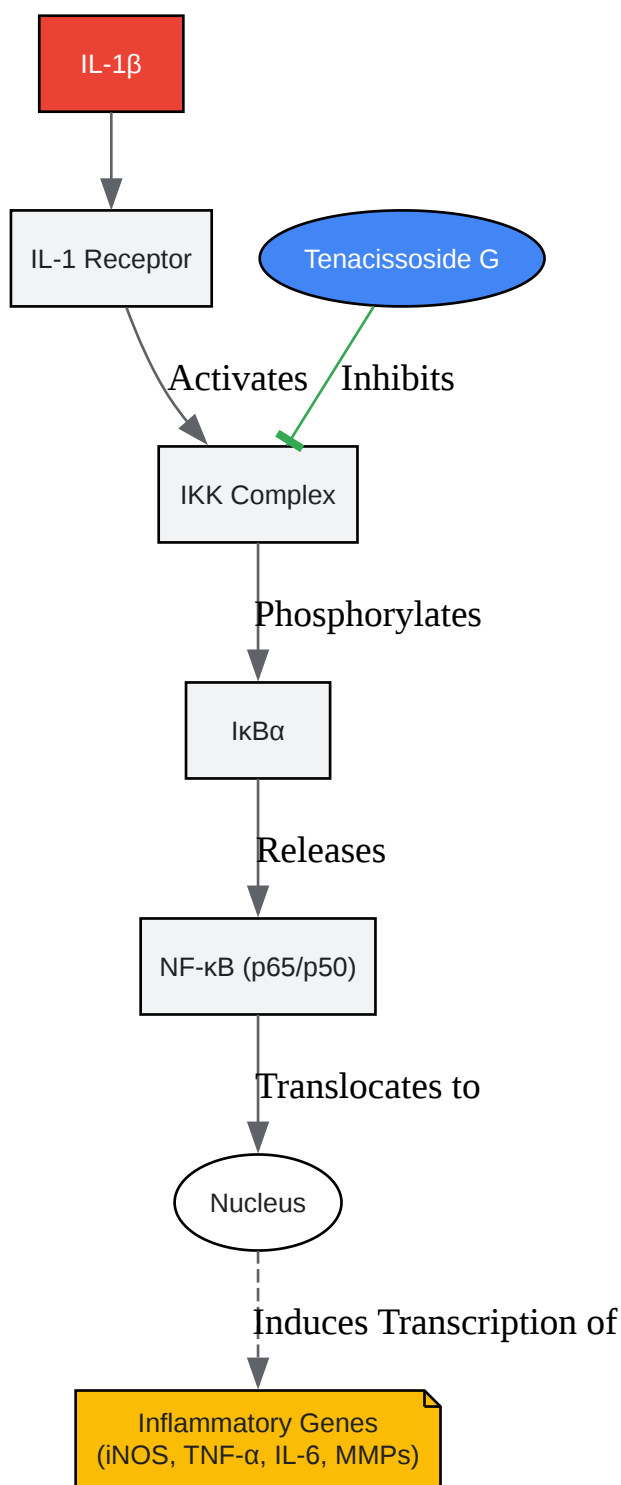 IL-1β
IL-1 Receptor
Tenacissoside G
Activates
Inhibits
IKK Complex
Phosphorylates
IκBα
Releases
NF-κB (p65/p50)
Translocates to
Nucleus
Induces Transcription of
Inflammatory Genes
(iNOS, TNF-α, IL-6, MMPs)